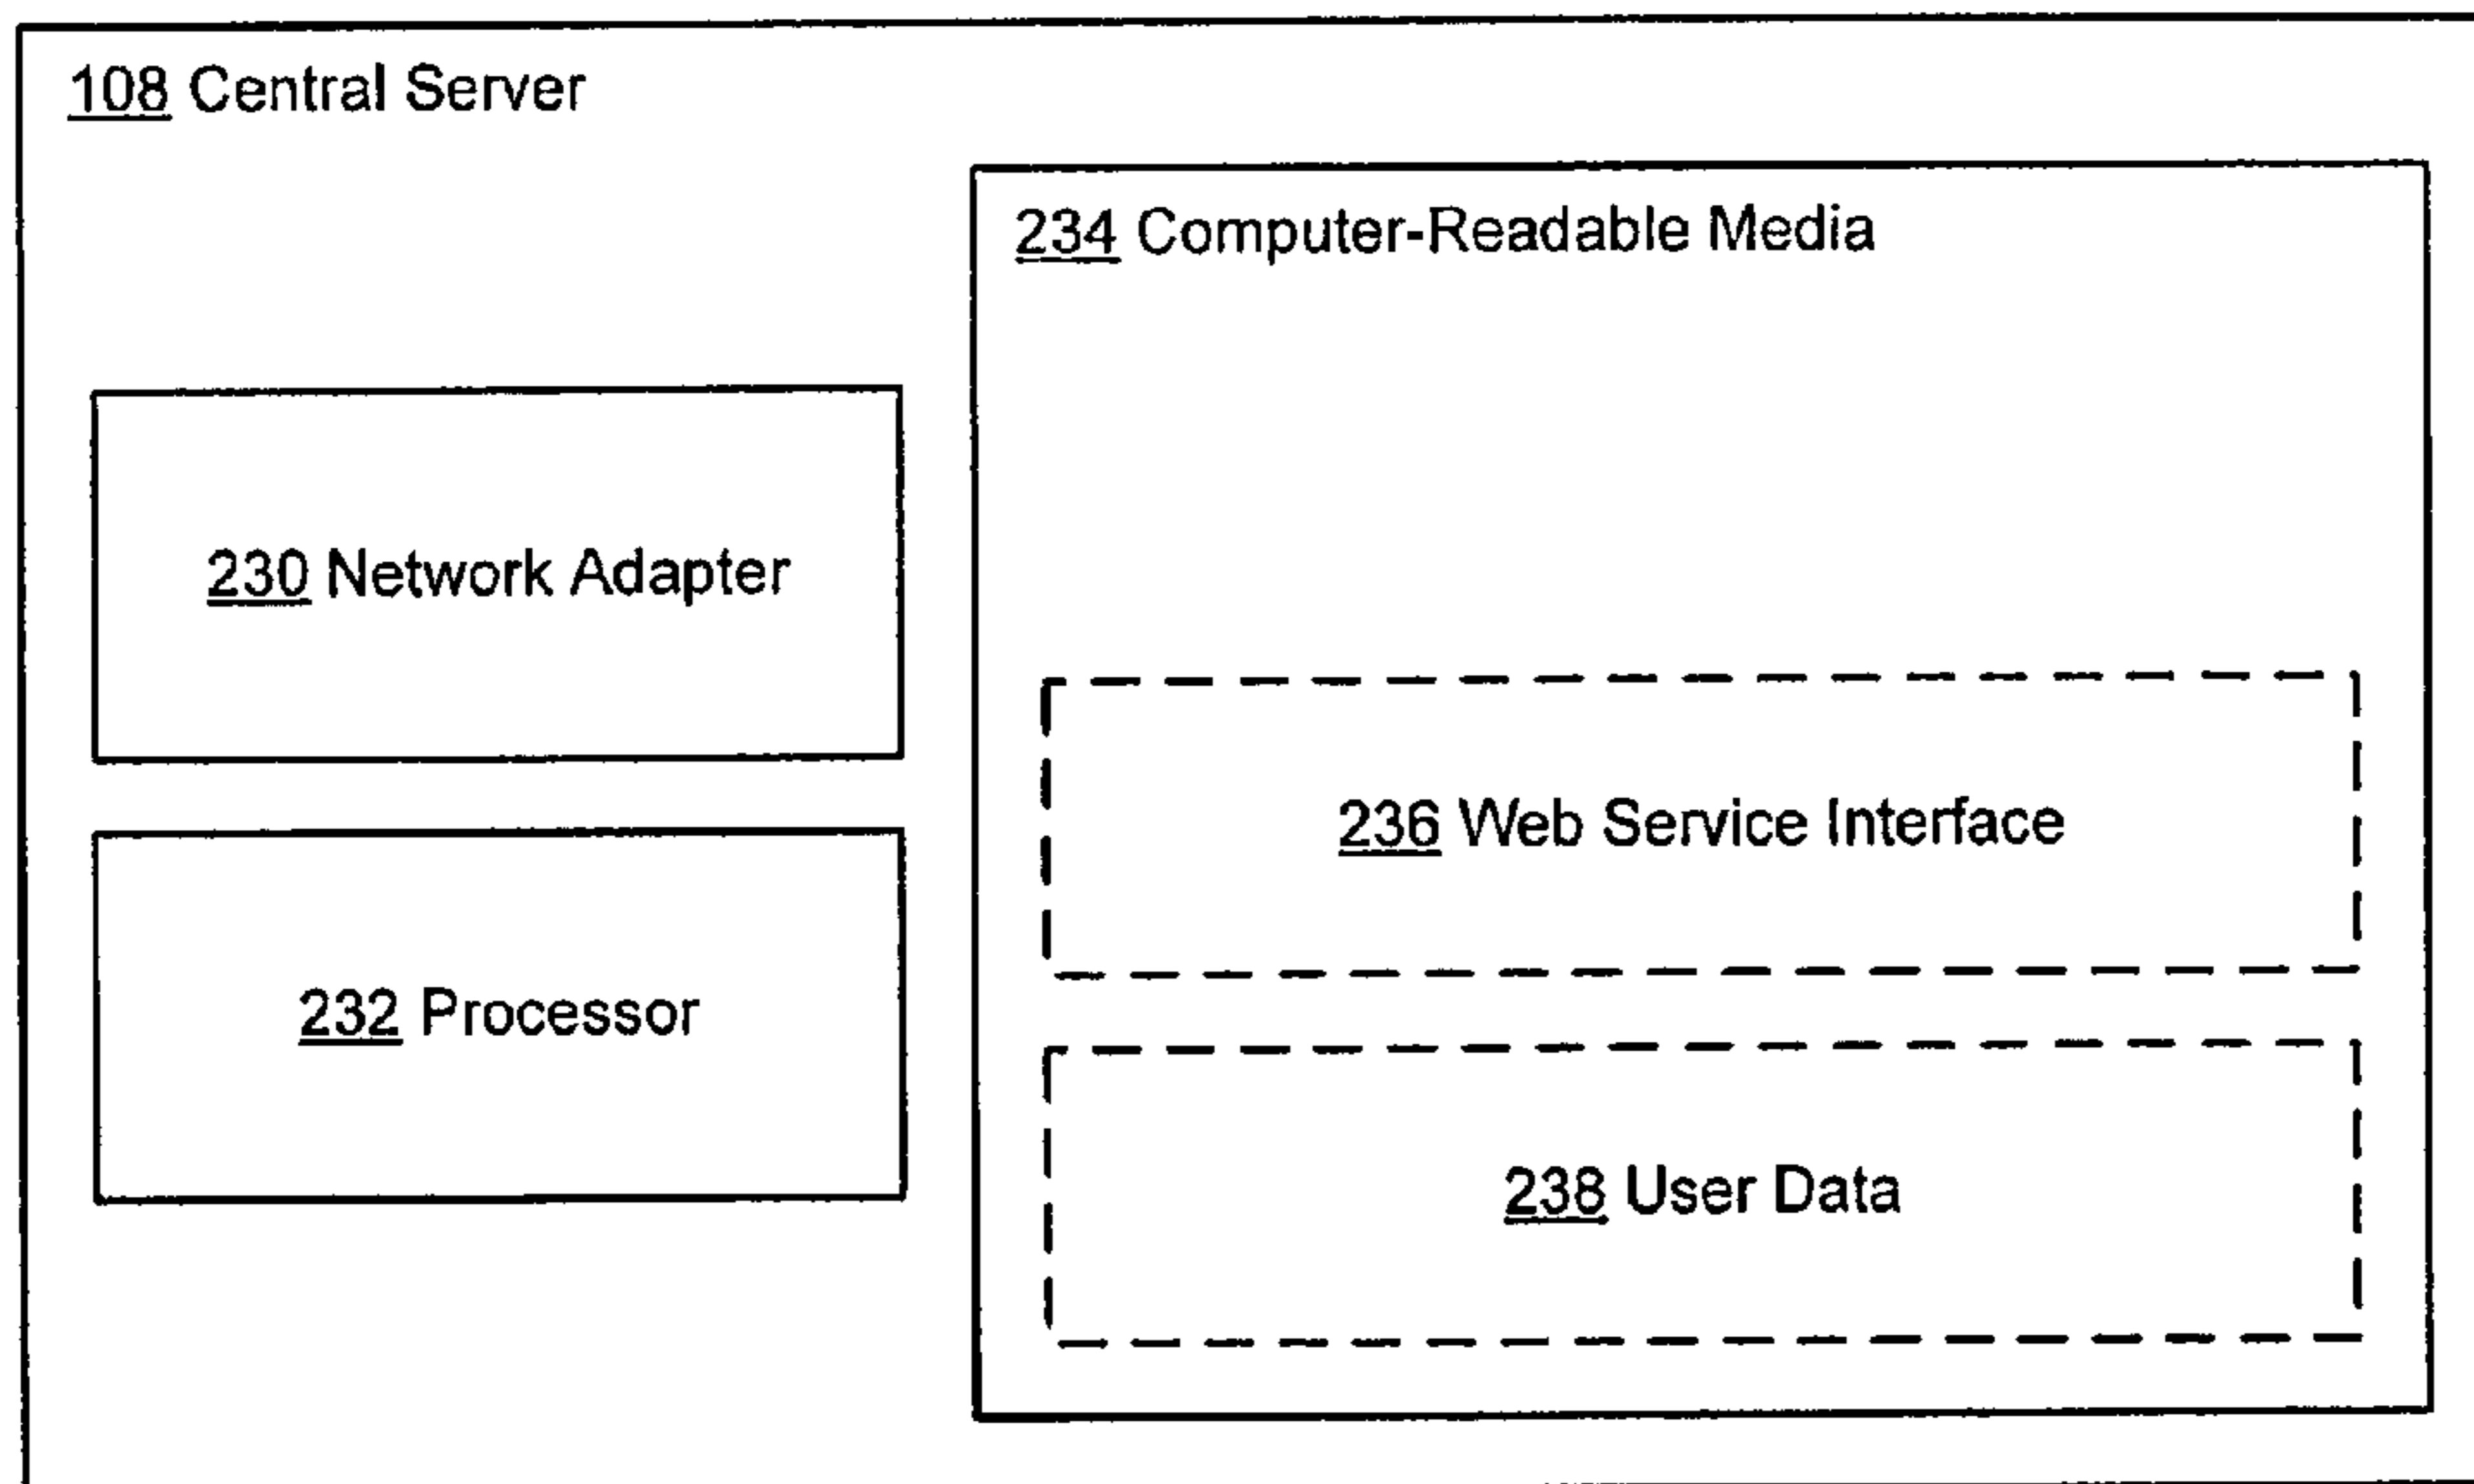 108 Central Server
234 Computer-Readable Media
230 Network Adapter
232 Processor
236 Web Service Interface
238 User Data